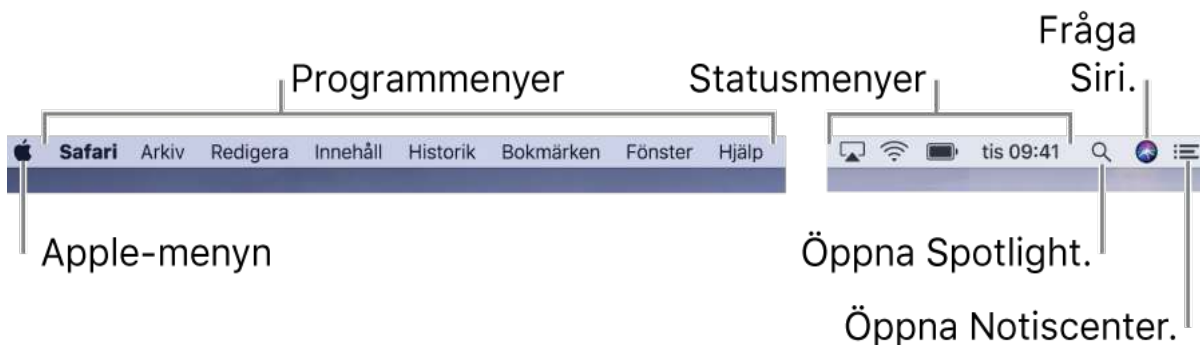 Fråga
Siri.
Programmenyer
Statusmenyer
Safari Arkiv Redigera Innehåll Historik Bokmärken Fönster Hjälp
tis 09:41
Apple-menyn
Öppna Spotlight.
Öppna Notiscenter.